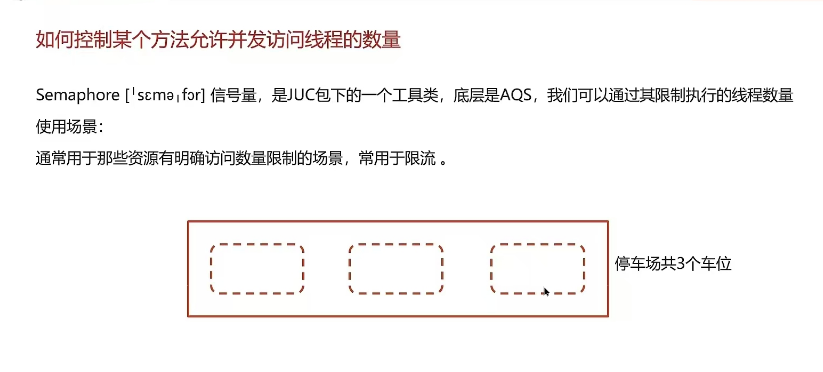 如何控制某个方法允许并发访问线程的数量
Semaphore [ˈsɛməˌfɔr] 信号量，是JUC包下的一个工具类，底层是AQS，我们可以通过其限制执行的线程数量
使用场景：
通常用于那些资源有明确访问数量限制的场景，常用于限流 。
停车场共3个车位